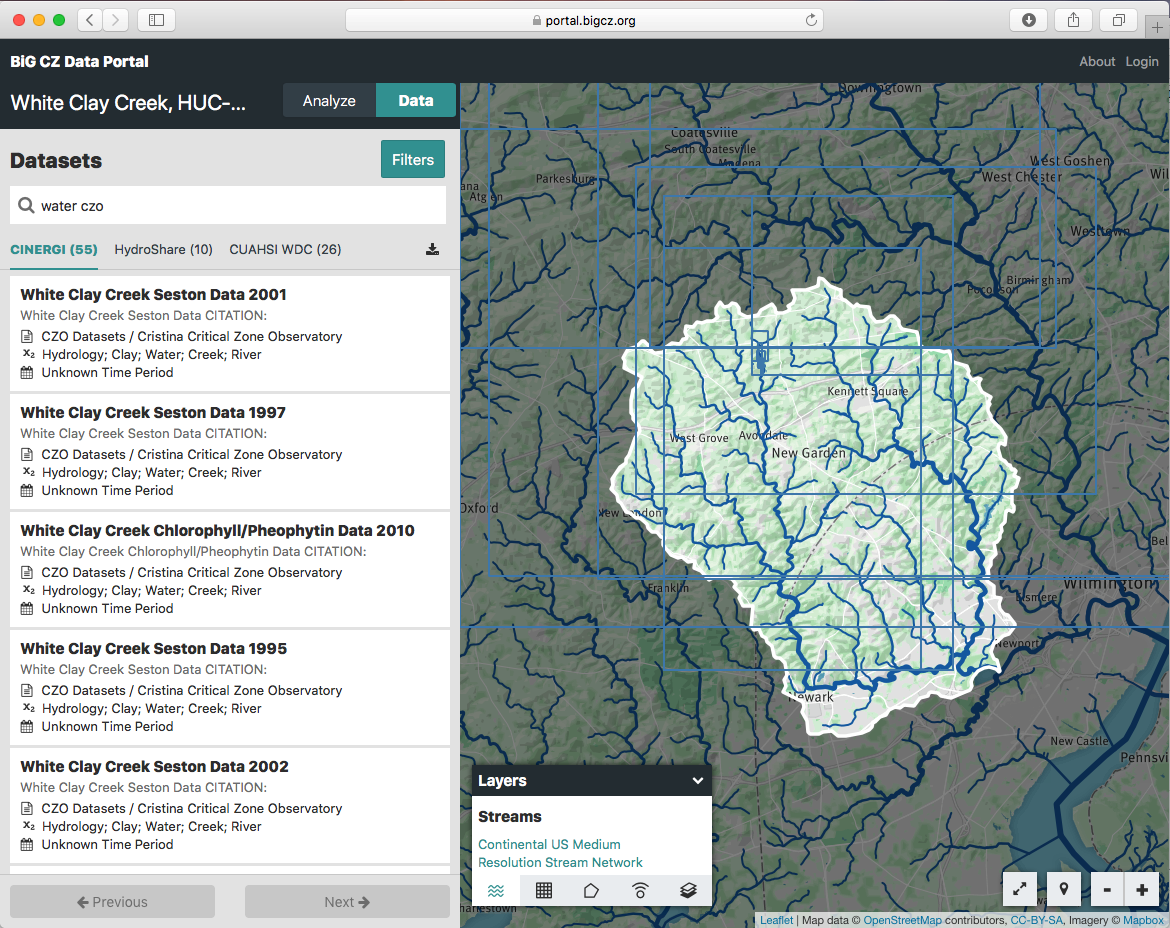 portal.bigcz.org
BiG CZ Data Portal
About Login
White Clay Creek, HUC-...
Analyze
Data
Datasets
Filters
water czo
CINERGI (55)
HydroShare (10)
CUAHSI WDC (26)
White Clay Creek Seston Data 2001
White Clay Creek Seston Data CITATION:
CZO Datasets / Cristina Critical Zone Observatory
x₂ Hydrology; Clay; Water; Creek; River
Unknown Time Period
White Clay Creek Seston Data 1997
White Clay Creek Seston Data CITATION:
CZO Datasets / Cristina Critical Zone Observatory
x₂ Hydrology; Clay; Water; Creek; River
Unknown Time Period
White Clay Creek Chlorophyll/Pheophytin Data 2010
White Clay Creek Chlorophyll/Pheophytin Data CITATION:
CZO Datasets / Cristina Critical Zone Observatory
x₂ Hydrology; Clay; Water; Creek; River
Unknown Time Period
White Clay Creek Seston Data 1995
White Clay Creek Seston Data CITATION:
CZO Datasets / Cristina Critical Zone Observatory
x₂ Hydrology; Clay; Water; Creek; River
Unknown Time Period
White Clay Creek Seston Data 2002
White Clay Creek Seston Data CITATION:
CZO Datasets / Cristina Critical Zone Observatory
x₂ Hydrology; Clay; Water; Creek; River
Unknown Time Period
Previous
Next
Downingtown
Coatesville
South Coatesville
Modena
West Goshen
West Chester
Wil
Parkesburg
ana
Atglen
Westtown
Birmingham
Pocopson
Kennett Square
West Grove
Avondale
New Garden
Oxford
New London
Bel
Franklin
Wilmington
Elsmere
Newport
Newark
New Castle
Pennsvi
Layers
Streams
Continental US Medium
Resolution Stream Network
harlestown
Leaflet | Map data © OpenStreetMap contributors, CC-BY-SA, Imagery © Mapbox